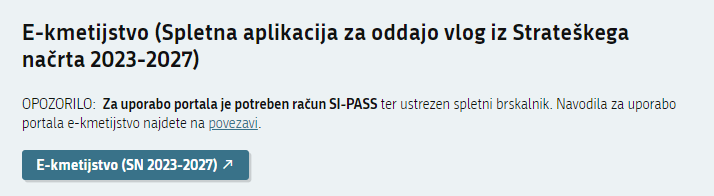 E-kmetijstvo (Spletna aplikacija za oddajo vlog iz Strateškega
načrta 2023-2027)
OPOZORILO: Za uporabo portala je potreben račun SI-PASS ter ustrezen spletni brskalnik. Navodila za uporabo
portala e-kmetijstvo najdete na povezavi.
E-kmetijstvo (SN 2023-2027) ↗